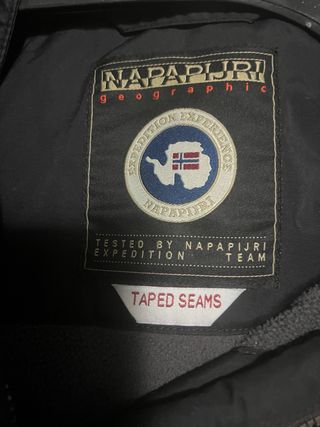 NAPAPIJRI
geographic
EXPEDITION EXPERIENCE
NAPAPIJRI
TESTED BY NAPAPIJRI
EXPEDITION TEAM
TAPED SEAMS